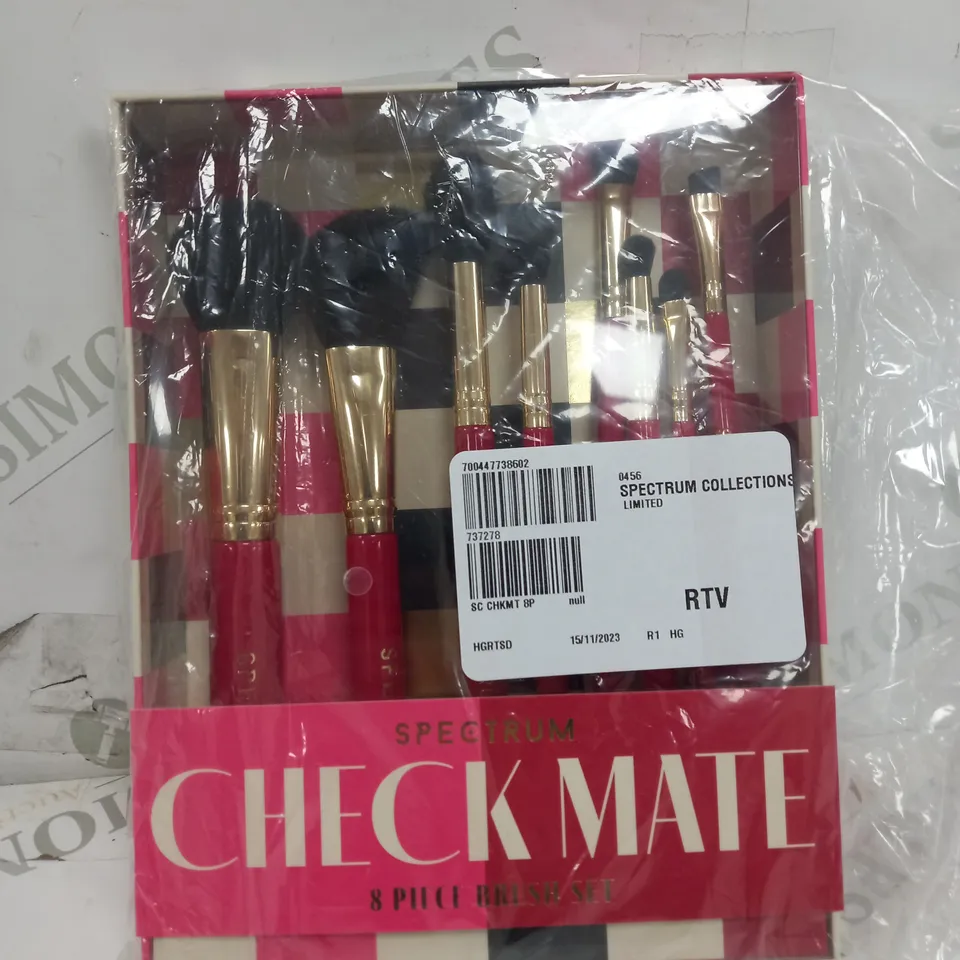 700447738602
0456
SPECTRUM COLLECTIONS
LIMITED
737278
SC CHKMT 8P null
RTV
HGRTSD 15/11/2023 R1 HG
SPECTRUM
CHECK MATE
8 PIECE BRUSH SET